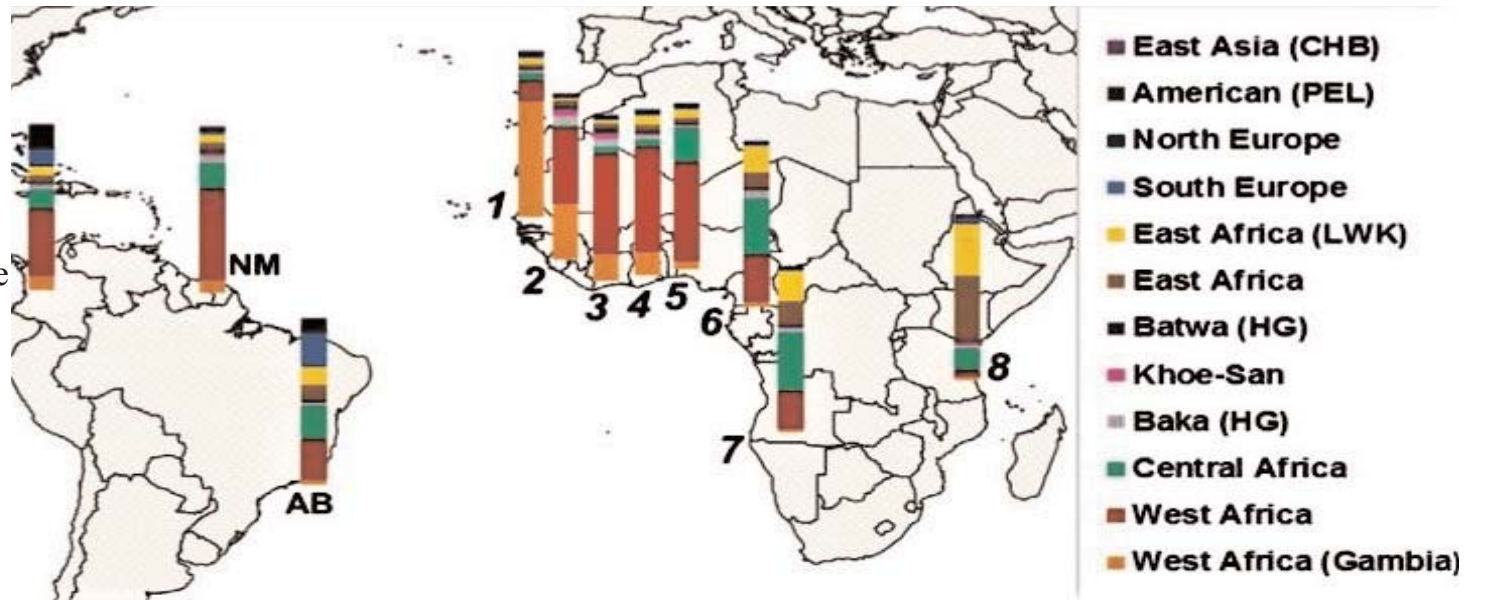 e
NM
AB
1
2
3
4
5
6
7
8
East Asia (CHB)
American (PEL)
North Europe
South Europe
East Africa (LWK)
East Africa
Batwa (HG)
Khoe-San
Baka (HG)
Central Africa
West Africa
West Africa (Gambia)